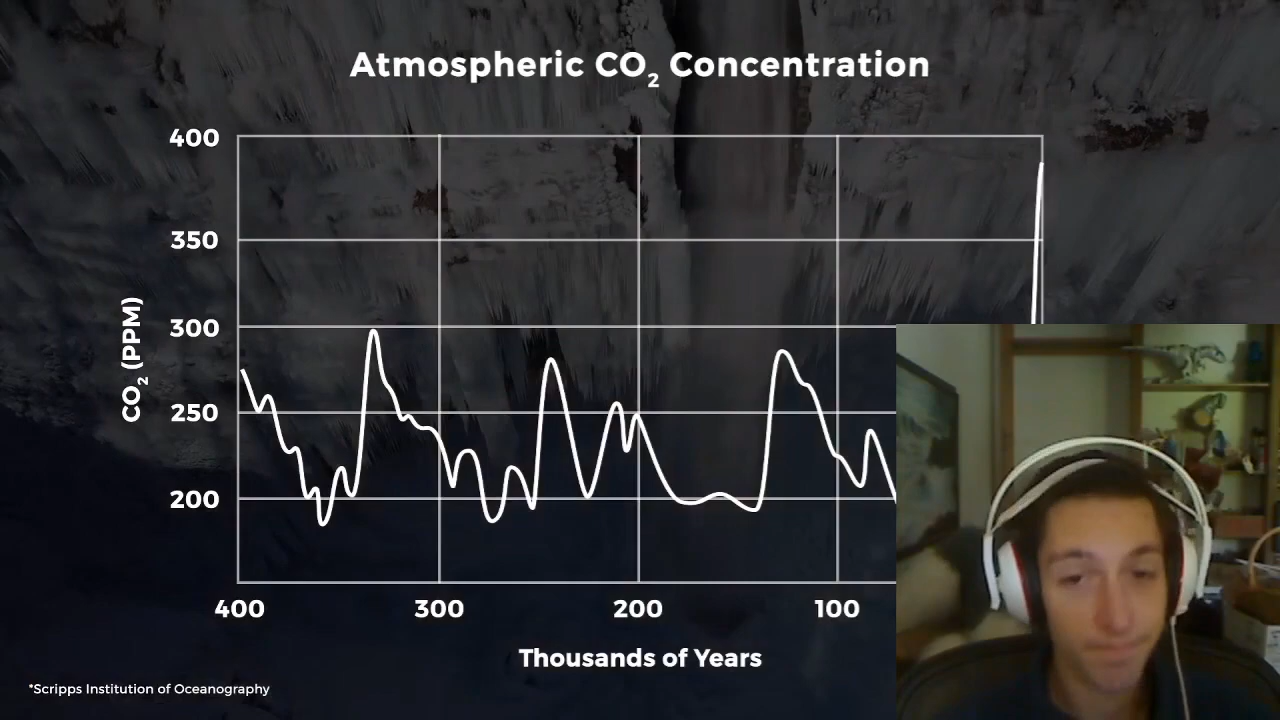 Atmospheric CO₂ Concentration
400
350
300
250
200
CO₂ (PPM)
400
300
200
100
Thousands of Years
*Scripps Institution of Oceanography